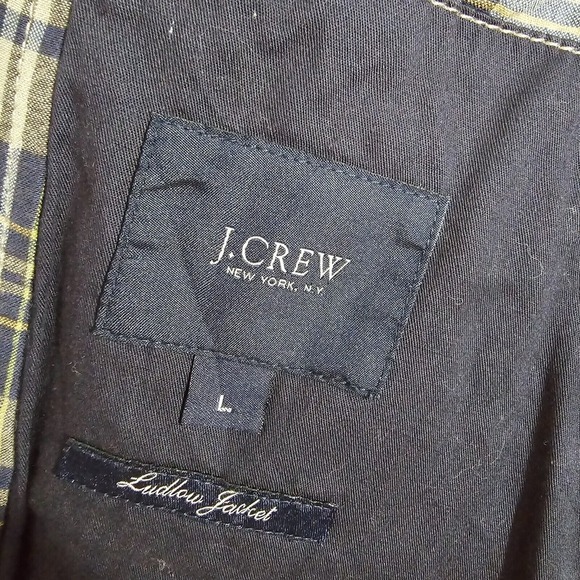 J.CREW
NEW YORK, N.Y.
L
Ludlow Jacket